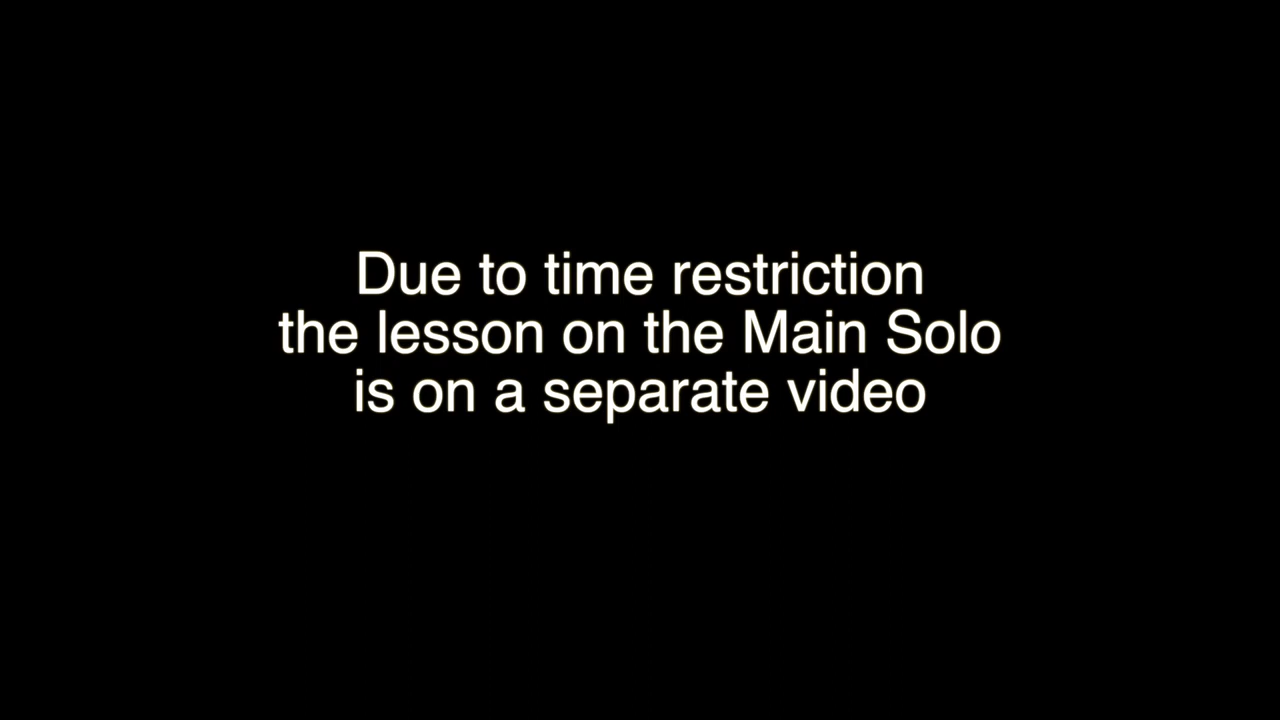 Due to time restriction
the lesson on the Main Solo
is on a separate video